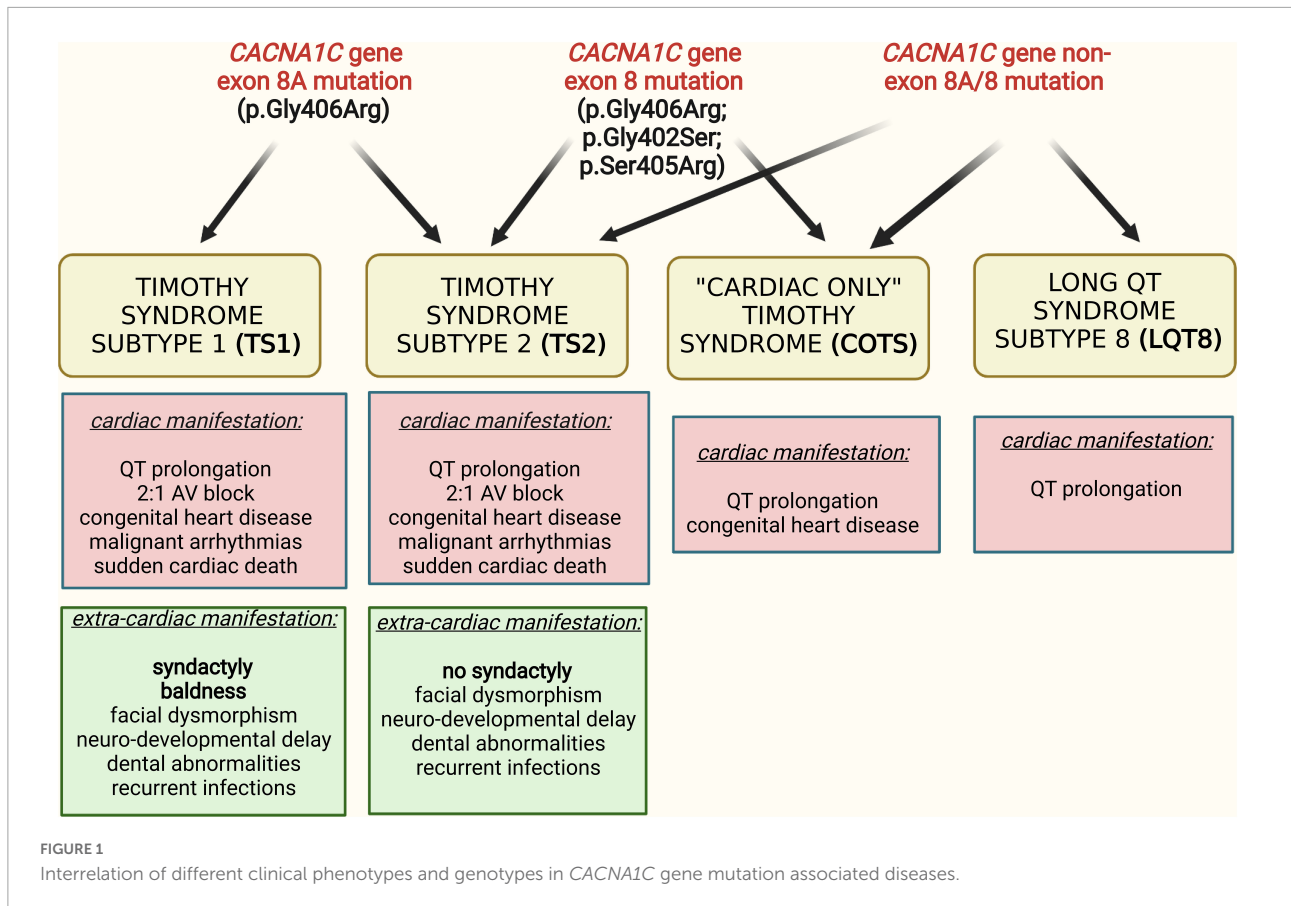 CACNA1C gene
exon 8A mutation
(p.Gly406Arg)
CACNA1C gene
exon 8 mutation
(p.Gly406Arg;
p.Gly402Ser;
p.Ser405Arg)
CACNA1C gene non-
exon 8A/8 mutation
TIMOTHY
SYNDROME
SUBTYPE 1 (TS1)
TIMOTHY
SYNDROME
SUBTYPE 2 (TS2)
"CARDIAC ONLY"
TIMOTHY
SYNDROME (COTS)
LONG QT
SYNDROME
SUBTYPE 8 (LQT8)
cardiac manifestation:
QT prolongation
2:1 AV block
congenital heart disease
malignant arrhythmias
sudden cardiac death
cardiac manifestation:
QT prolongation
2:1 AV block
congenital heart disease
malignant arrhythmias
sudden cardiac death
cardiac manifestation:
QT prolongation
congenital heart disease
cardiac manifestation:
QT prolongation
extra-cardiac manifestation:
syndactyly
baldness
facial dysmorphism
neuro-developmental delay
dental abnormalities
recurrent infections
extra-cardiac manifestation:
no syndactyly
facial dysmorphism
neuro-developmental delay
dental abnormalities
recurrent infections
FIGURE 1
Interrelation of different clinical phenotypes and genotypes in CACNA1C gene mutation associated diseases.